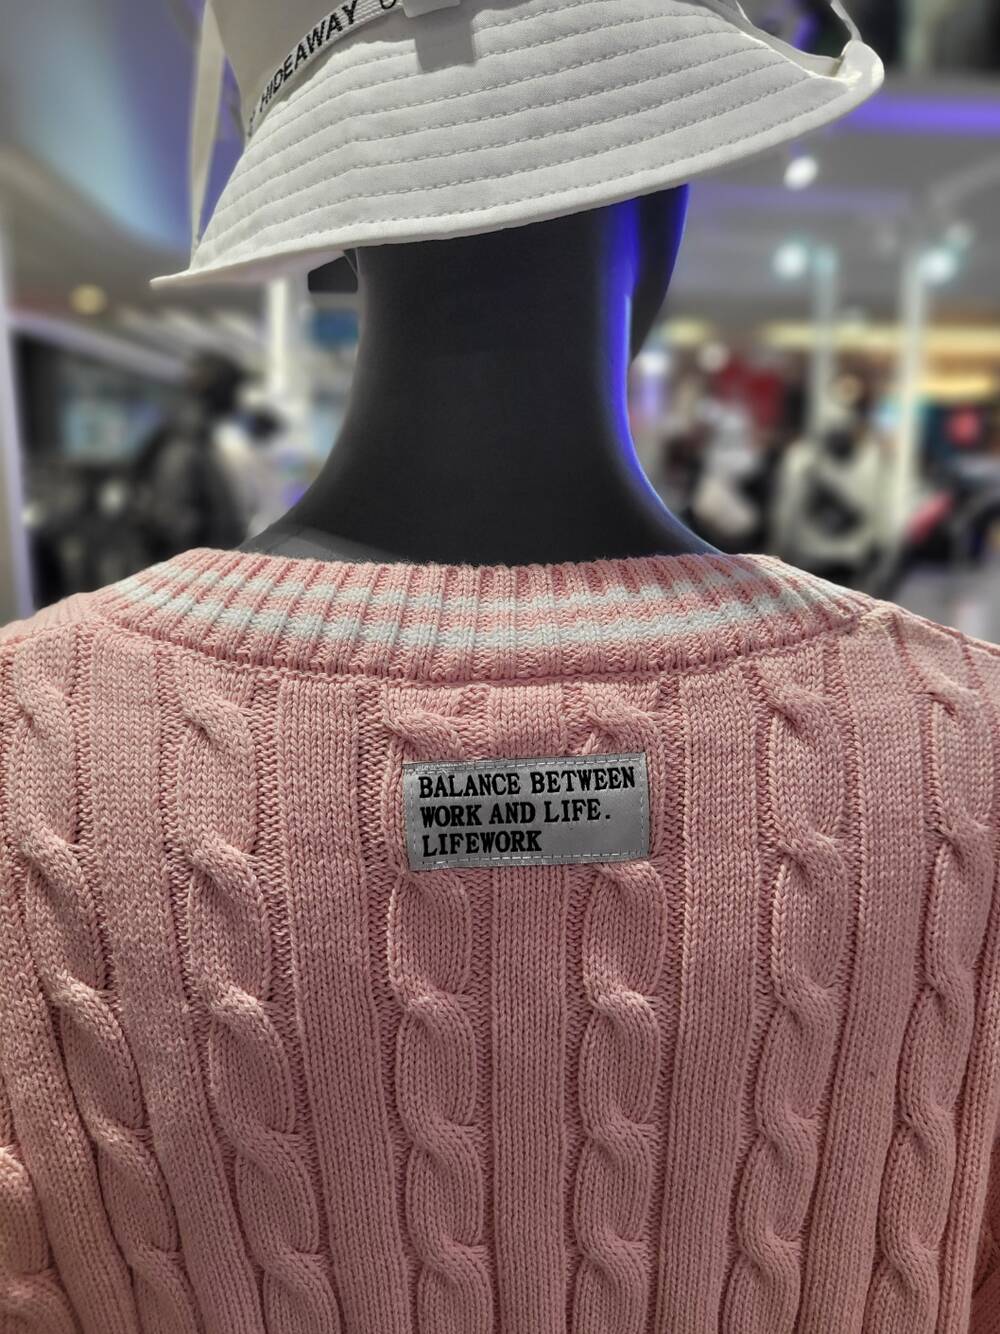 HIDEAWAY
BALANCE BETWEEN
WORK AND LIFE.
LIFEWORK